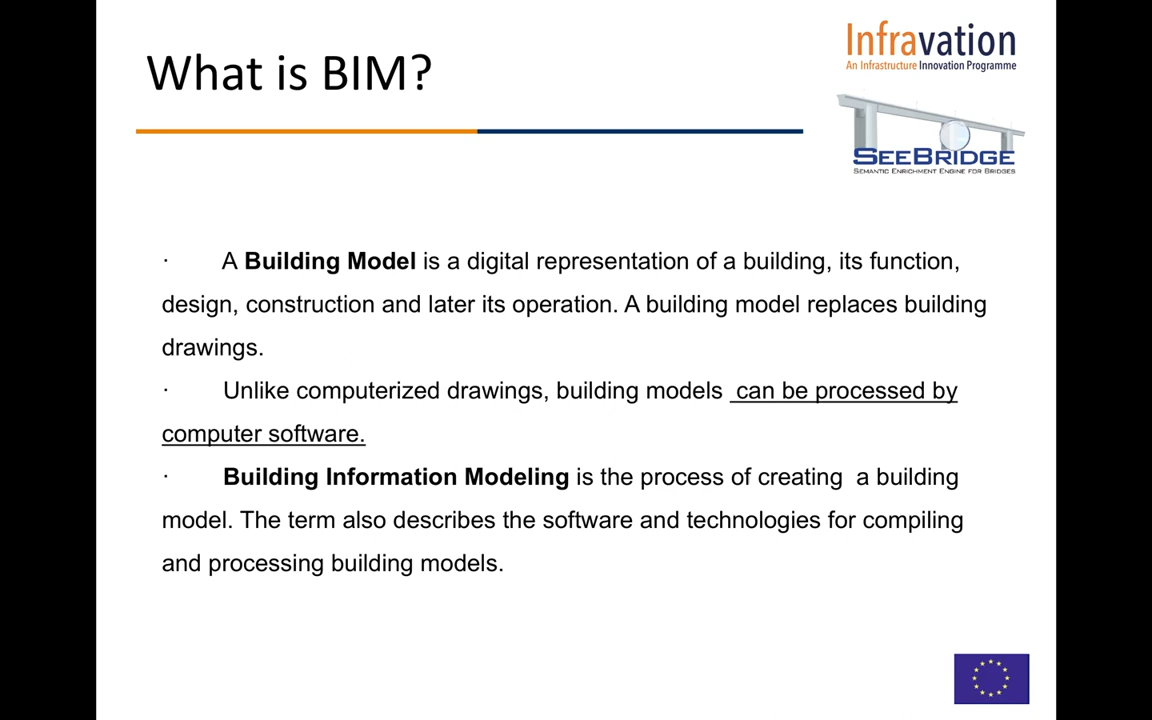 What is BIM?
Infravation
An Infrastructure Innovation Programme
SEEBRIDGE
SEMANTIC ENRICHMENT ENGINE FOR BRIDGES
· A Building Model is a digital representation of a building, its function,
design, construction and later its operation. A building model replaces building
drawings.
· Unlike computerized drawings, building models can be processed by
computer software.
· Building Information Modeling is the process of creating a building
model. The term also describes the software and technologies for compiling
and processing building models.